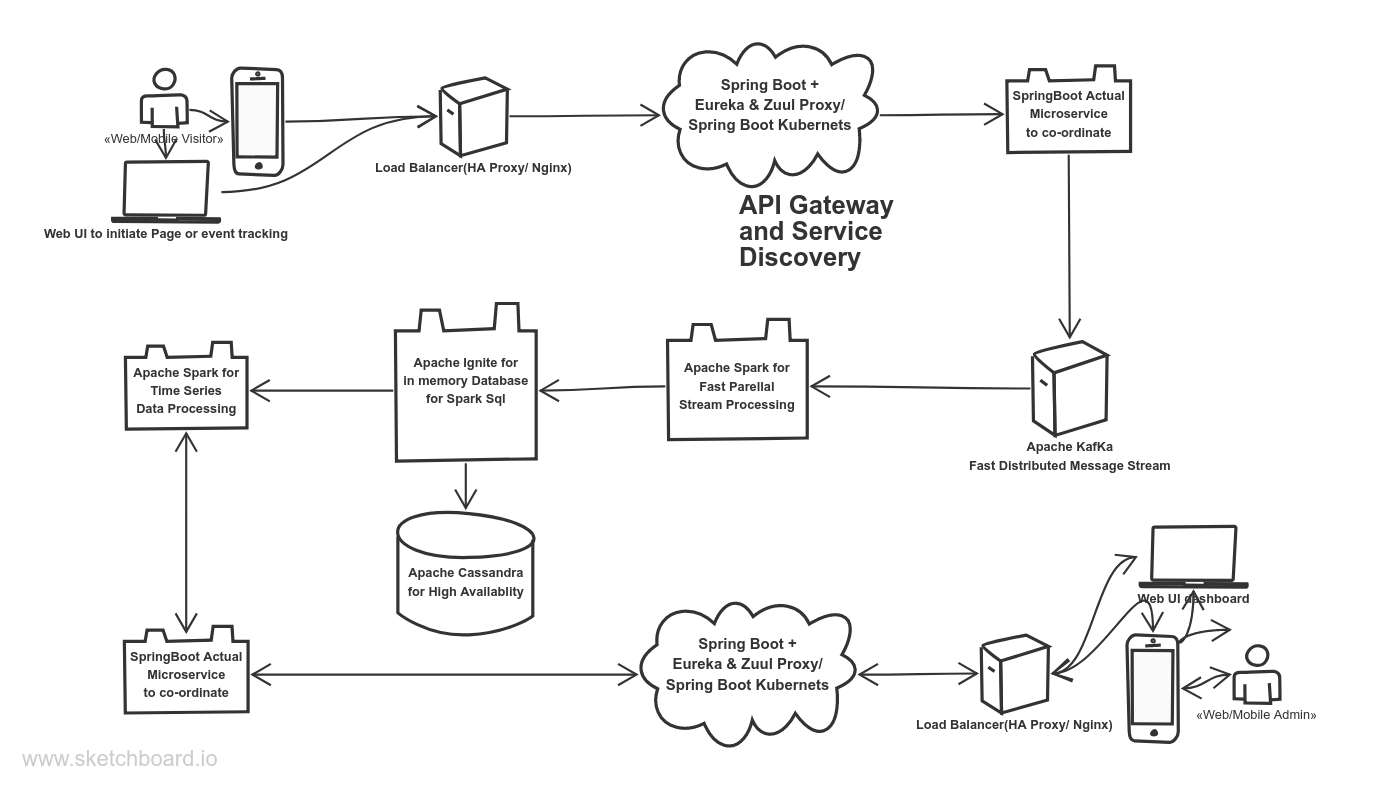 «Web/Mobile Visitor»
Web UI to initiate Page or event tracking
Load Balancer(HA Proxy/ Nginx)
Spring Boot +
Eureka & Zuul Proxy/
Spring Boot Kubernets
API Gateway
and Service
Discovery
SpringBoot Actual
Microservice
to co-ordinate
Apache Spark for
Time Series
Data Processing
Apache Ignite for
in memory Database
for Spark Sql
Apache Spark for
Fast Parellal
Stream Processing
Apache KafKa
Fast Distributed Message Stream
Apache Cassandra
for High Availablity
SpringBoot Actual
Microservice
to co-ordinate
Spring Boot +
Eureka & Zuul Proxy/
Spring Boot Kubernets
Load Balancer(HA Proxy/ Nginx)
Web UI dashboard
«Web/Mobile Admin»
www.sketchboard.io